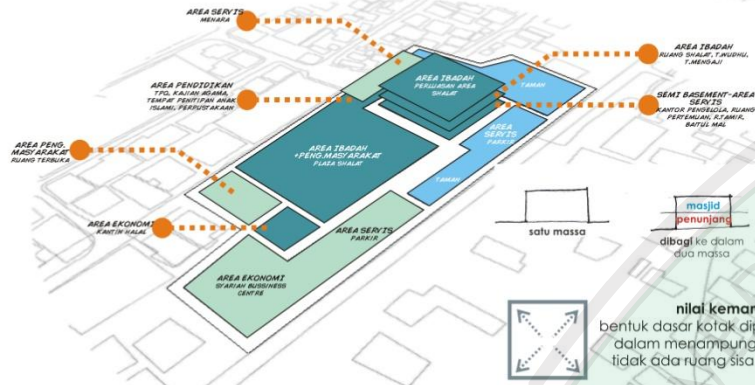 AREA SERVIS
MENARA
AREA IBADAH
RUANG SHALAT, T.WUDHU,
T.MENGAJI
AREA IBADAH
PERLUASAN AREA
SHALAT
TAMAN
AREA PENDIDIKAN
TPQ, KAJIAN AGAMA,
TEMPAT PENITIPAN ANAK
ISLAMI, PERPUSTAKAAN
SEMI BASEMENT-AREA
SERVIS
KANTOR PENGELOLA, RUANG
PERTEMUAN, R.TAMIR,
BAITUL MAL
AREA
SERVIS
PARKIR
AREA PENG.
MASYARAKAT
RUANG TERBUKA
AREA IBADAH
+PENG.MASYARAKAT
PLAZA SHALAT
TAMAN
AREA EKONOMI
KANTIN HALAL
AREA SERVIS
PARKIR
AREA EKONOMI
SYARIAH BUSSINESS
CENTRE
satu massa
masjid
penunjang
dibagi ke dalam
dua massa
nilai kemar
bentuk dasar kotak dip
dalam menampung
tidak ada ruang sisa